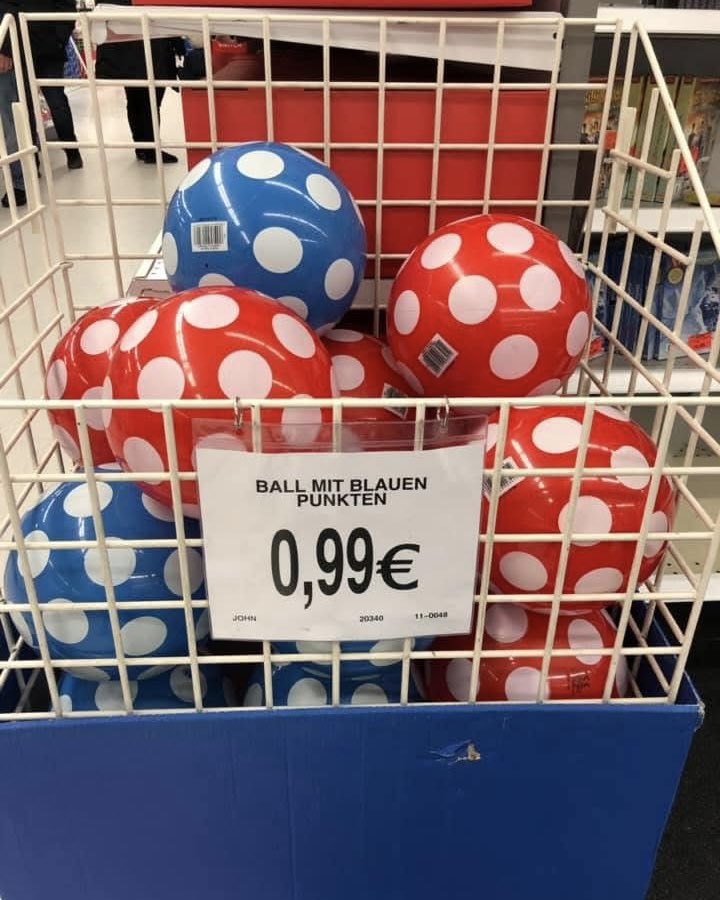 BALL MIT BLAUEN
PUNKTEN
0,99€
JOHN 20340 11-0048